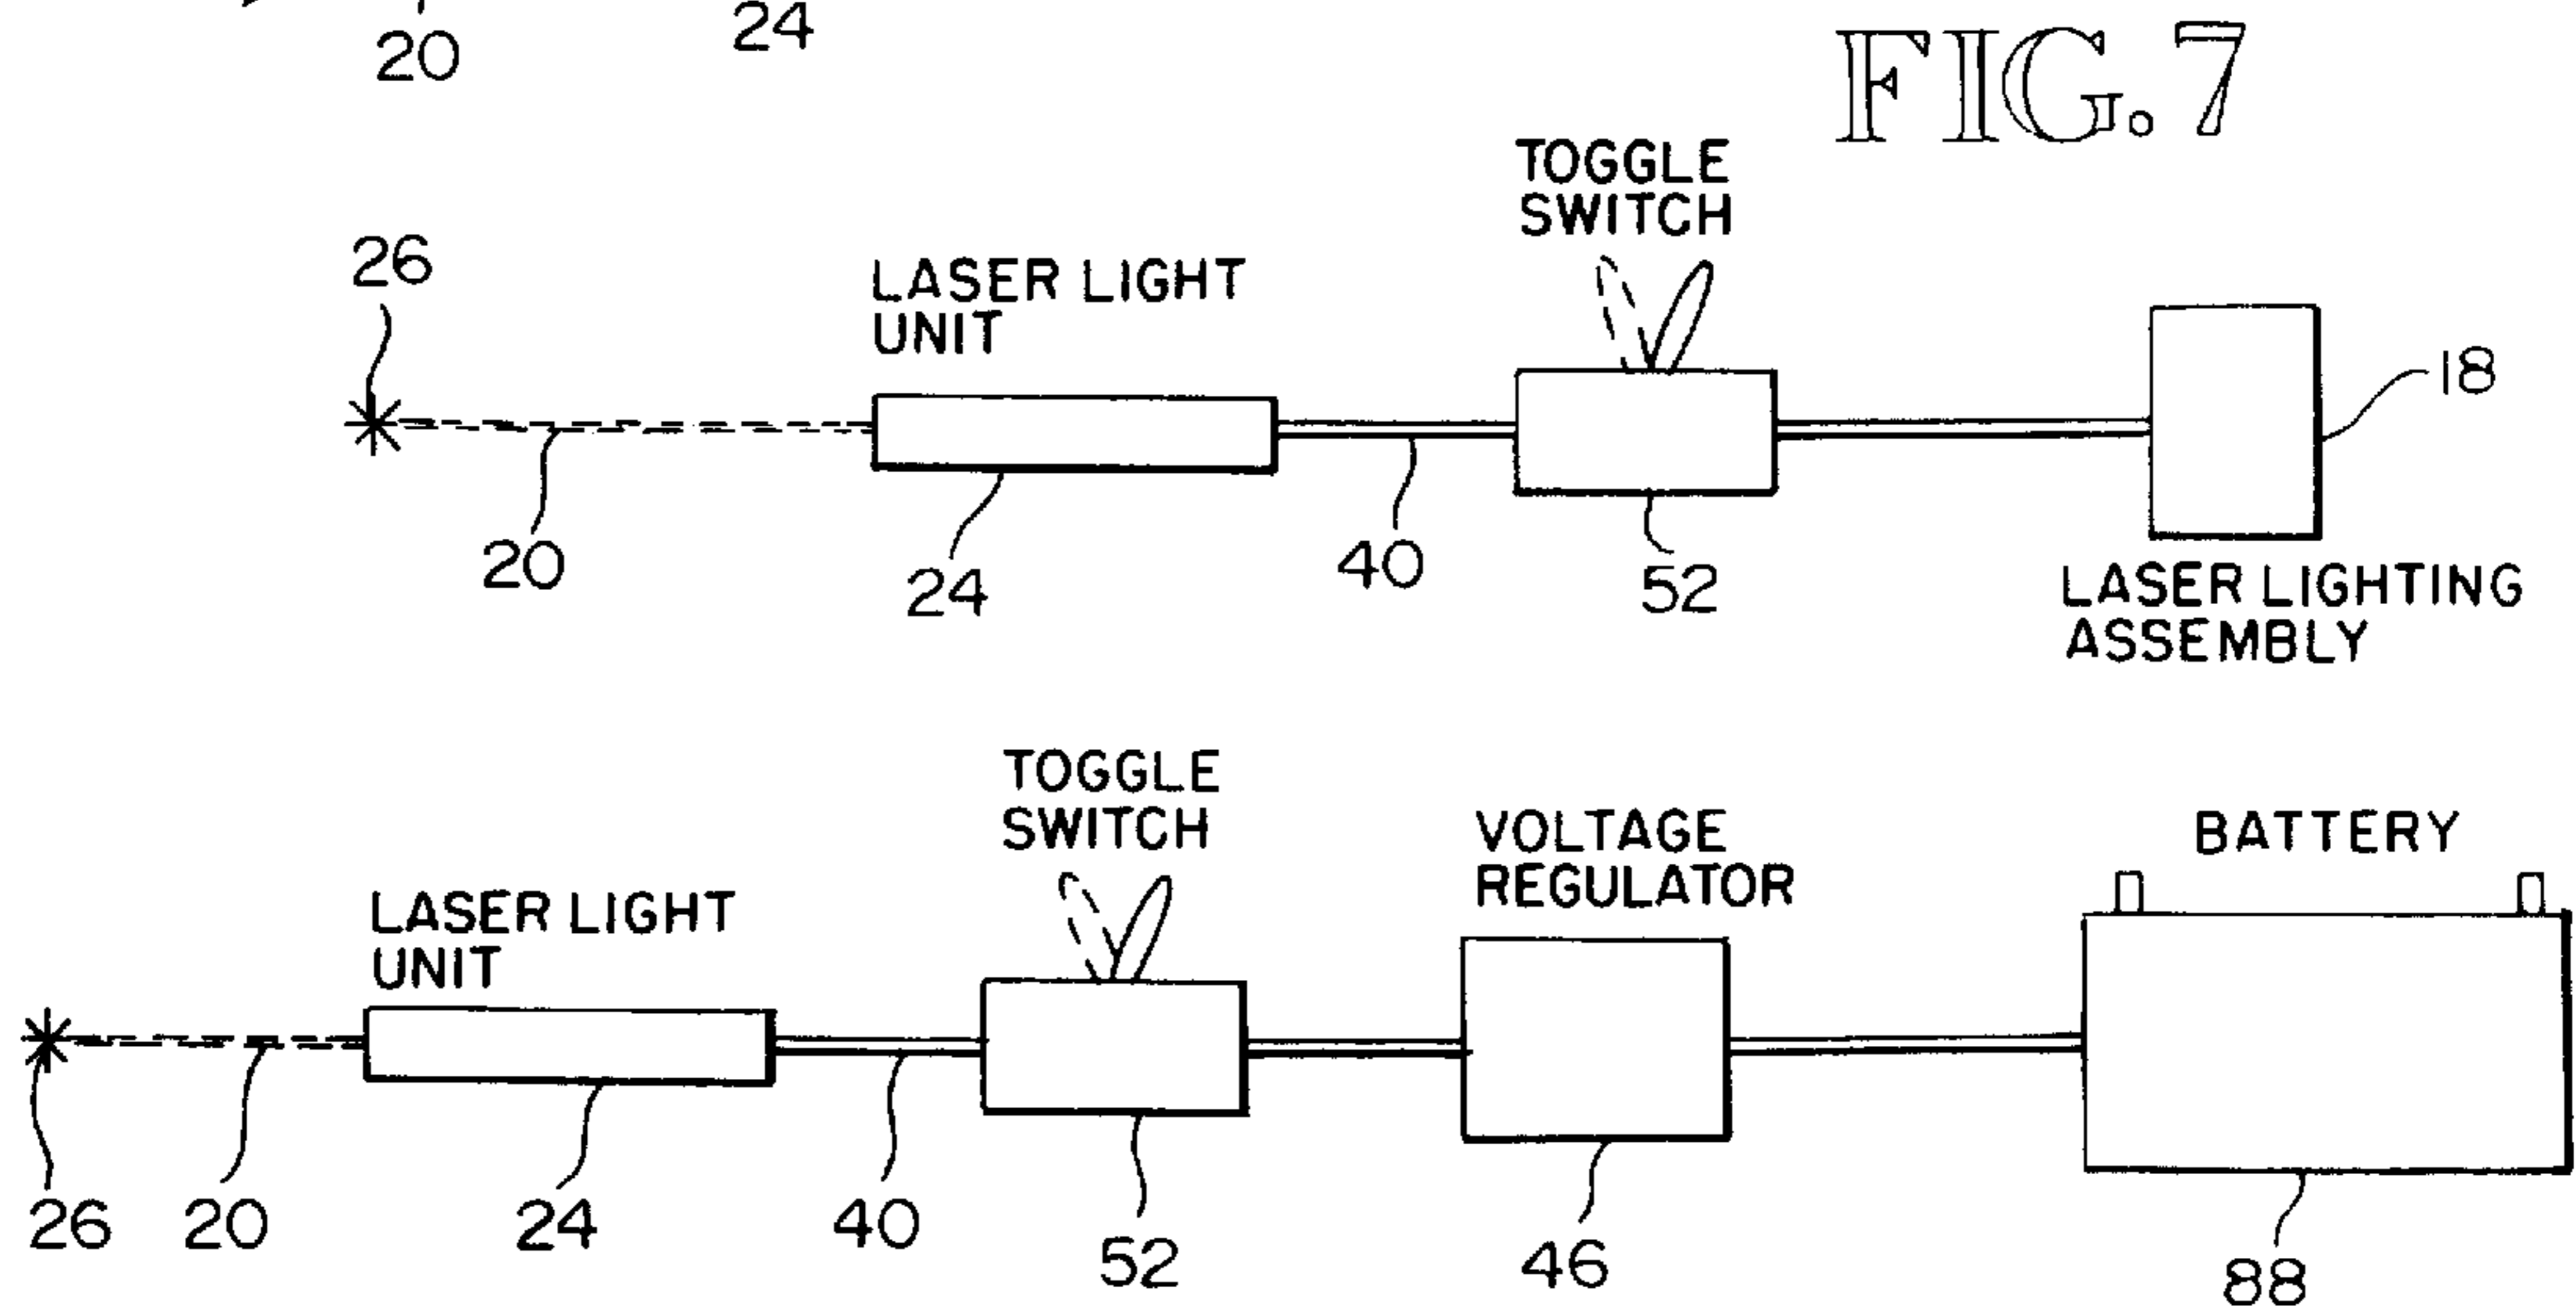 20
24
FIG. 7
TOGGLE
SWITCH
26
LASER LIGHT
UNIT
18
20
24
40
52
LASER LIGHTING
ASSEMBLY
TOGGLE
SWITCH
VOLTAGE
REGULATOR
BATTERY
LASER LIGHT
UNIT
26
20
24
40
52
46
88